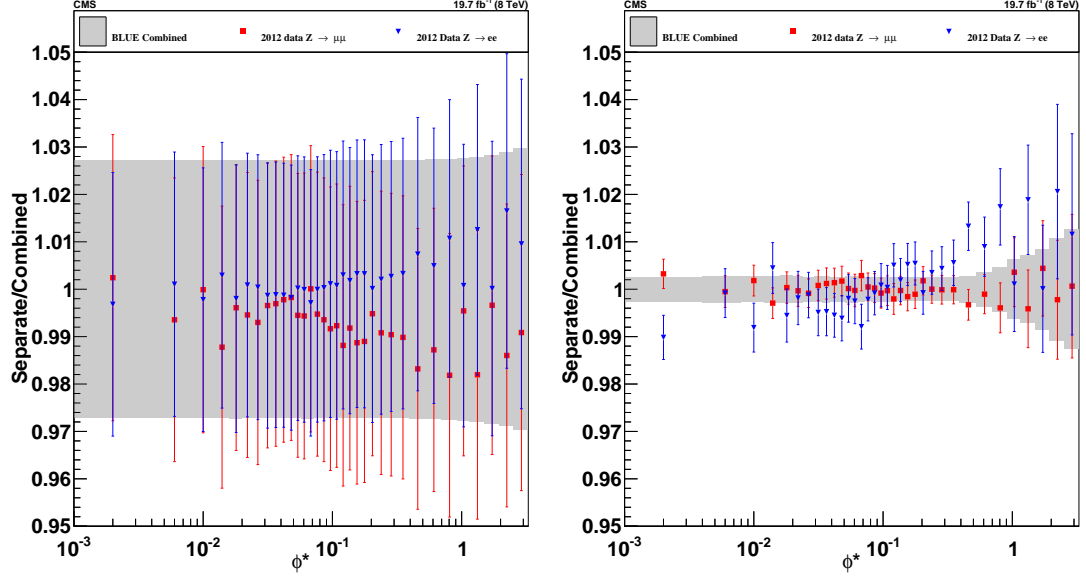 CMS 19.7 fb⁻¹ (8 TeV)
BLUE Combined 2012 data Z → μμ 2012 Data Z → ee
1.05
1.04
1.03
1.02
1.01
1
0.99
0.98
0.97
0.96
0.95
Separate/Combined
10⁻³ 10⁻² 10⁻¹ 1
ϕ*
CMS 19.7 fb⁻¹ (8 TeV)
BLUE Combined 2012 data Z → μμ 2012 Data Z → ee
1.05
1.04
1.03
1.02
1.01
1
0.99
0.98
0.97
0.96
0.95
Separate/Combined
10⁻³ 10⁻² 10⁻¹ 1
ϕ*